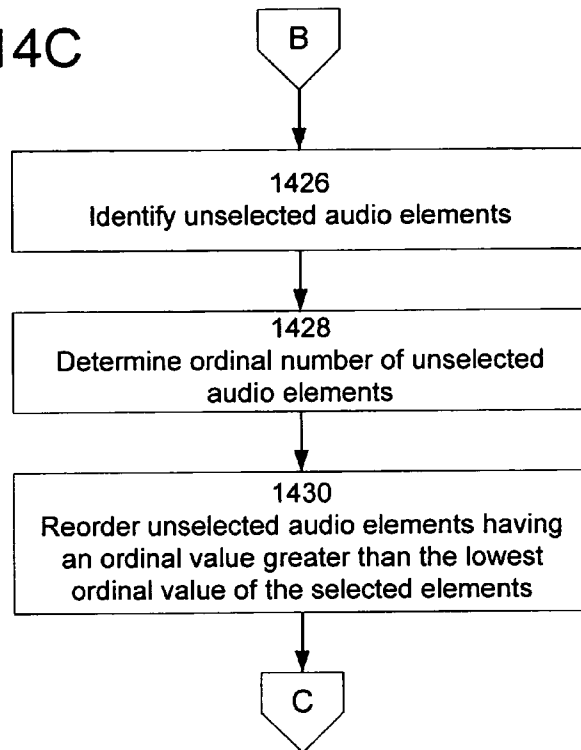 14C
B
1426
Identify unselected audio elements
1428
Determine ordinal number of unselected
audio elements
1430
Reorder unselected audio elements having
an ordinal value greater than the lowest
ordinal value of the selected elements
C